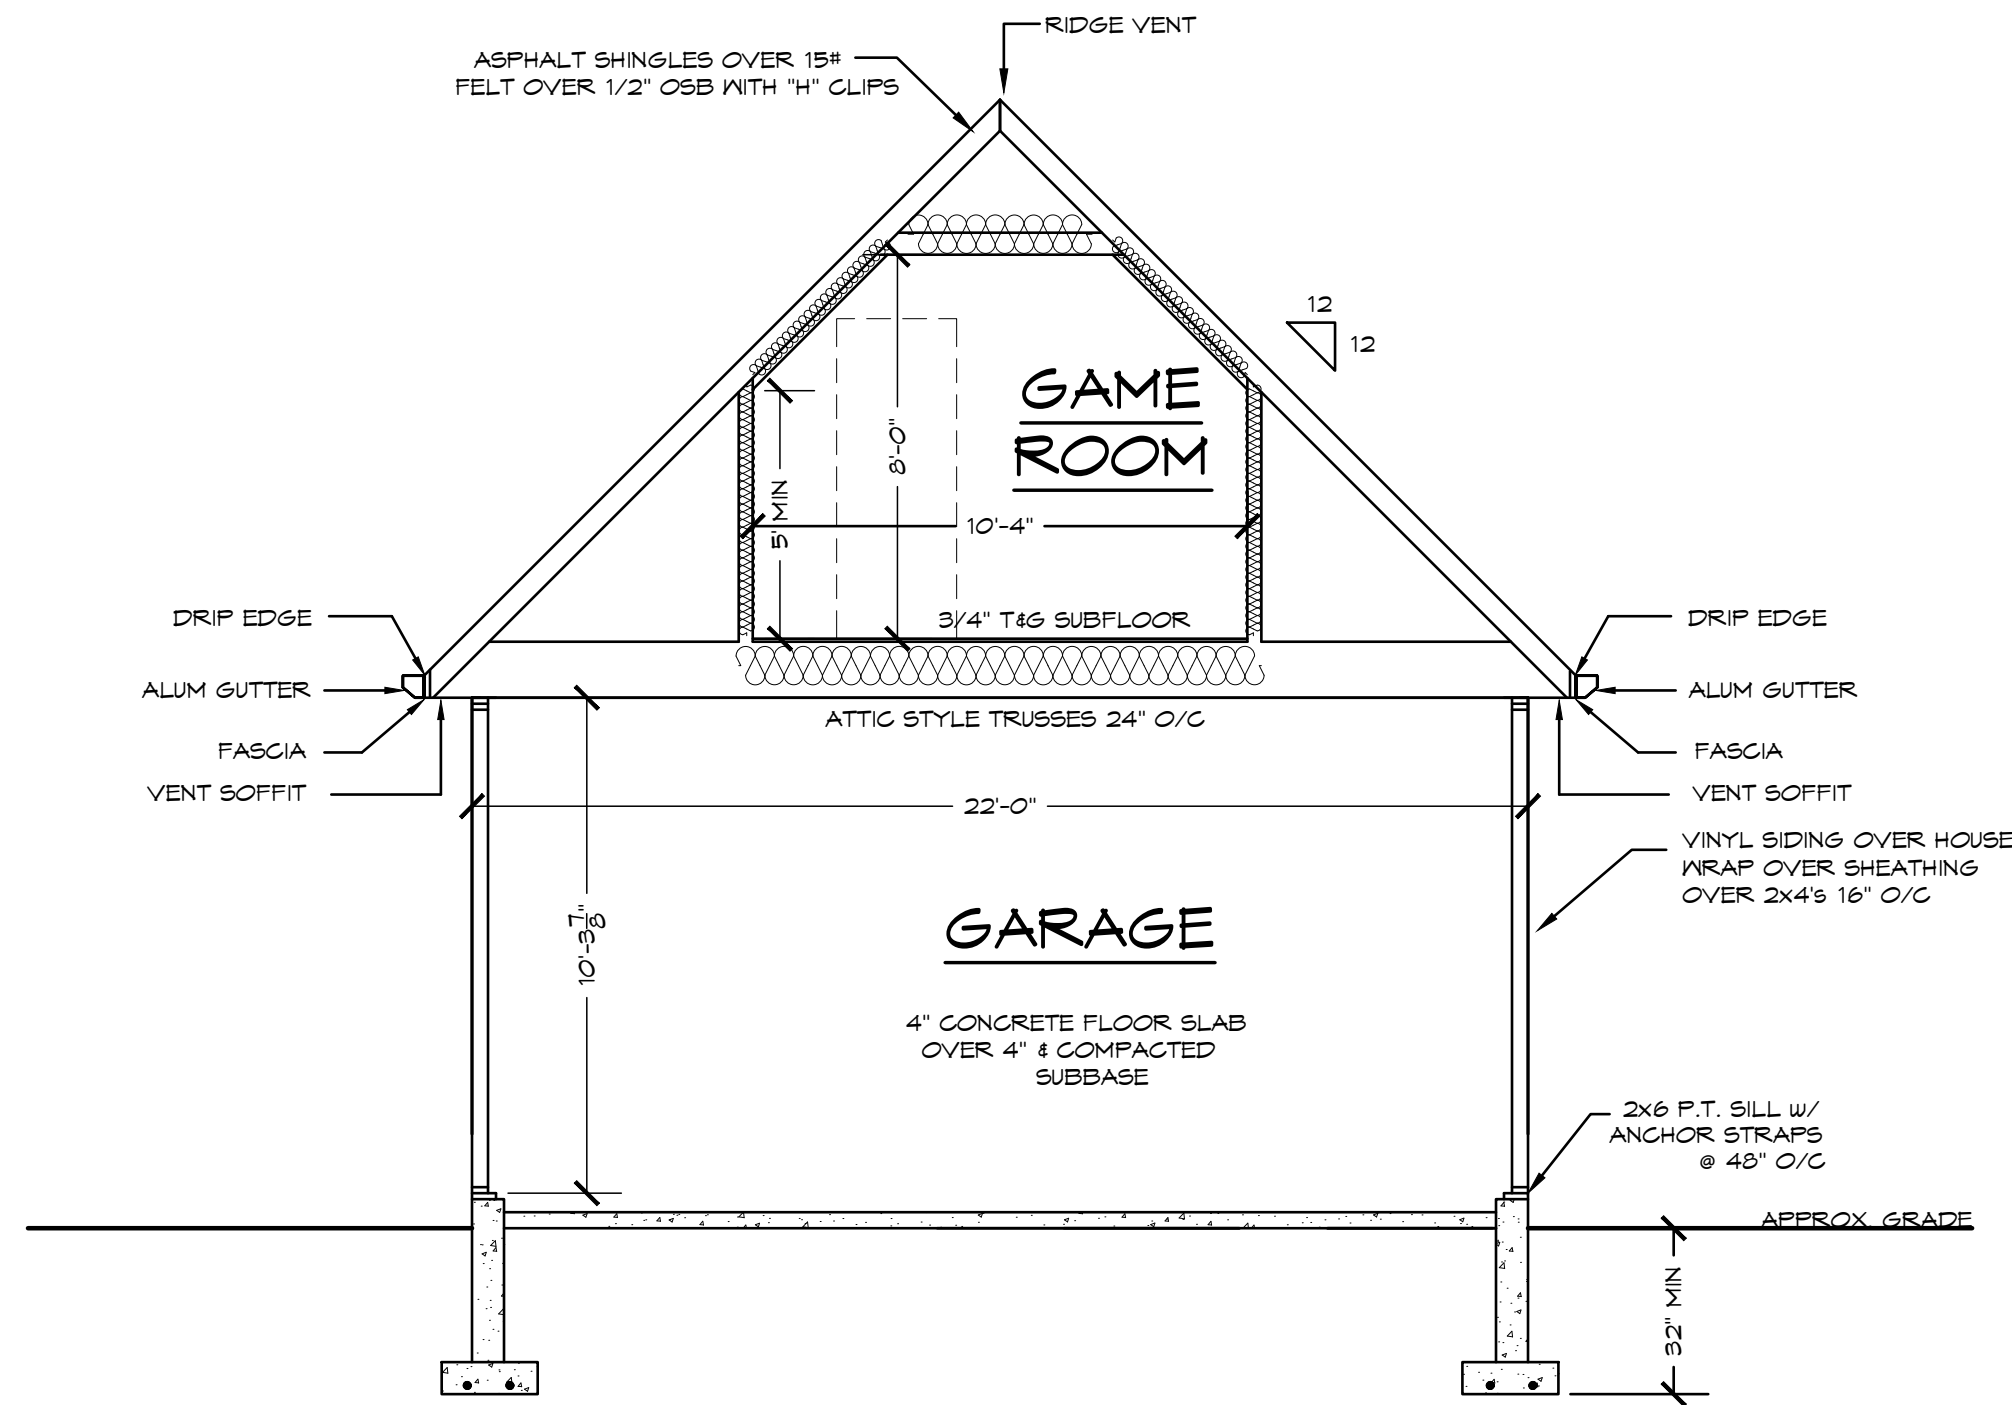 RIDGE VENT
ASPHALT SHINGLES OVER 15#
FELT OVER 1/2" OSB WITH "H" CLIPS
12
12
GAME
ROOM
8'-0"
5' MIN
10'-4"
3/4" T&G SUBFLOOR
DRIP EDGE
DRIP EDGE
ALUM GUTTER
ALUM GUTTER
ATTIC STYLE TRUSSES 24" O/C
FASCIA
FASCIA
VENT SOFFIT
VENT SOFFIT
22'-0"
VINYL SIDING OVER HOUSE
WRAP OVER SHEATHING
OVER 2x4's 16" O/C
10'-3 7/8"
GARAGE
4" CONCRETE FLOOR SLAB
OVER 4" & COMPACTED
SUBBASE
2x6 P.T. SILL w/
ANCHOR STRAPS
@ 48" O/C
APPROX. GRADE
32" MIN